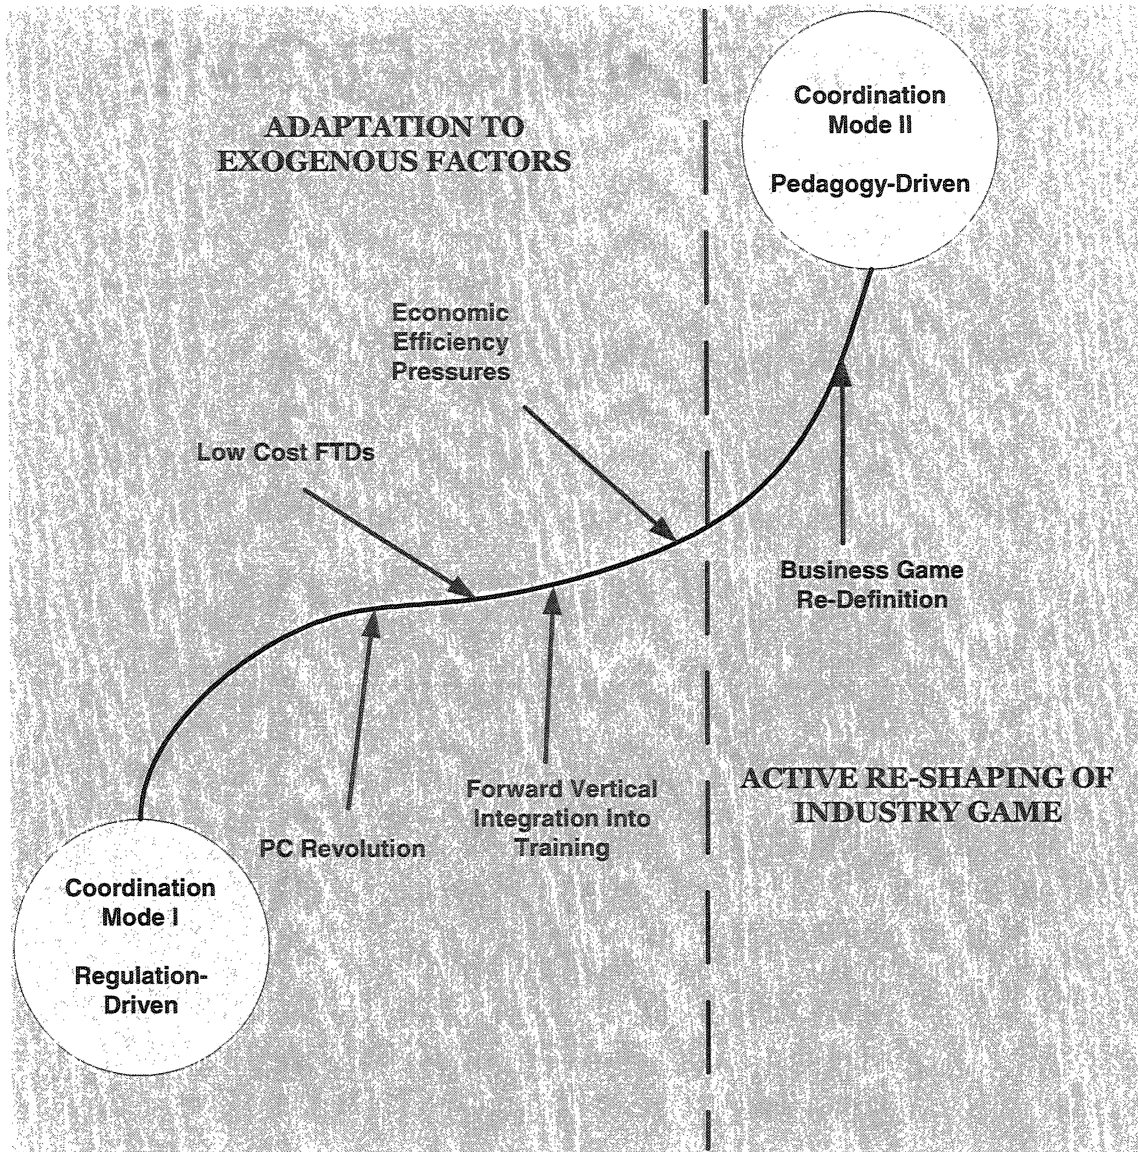 Coordination
Mode II
Pedagogy-Driven
ADAPTATION TO
EXOGENOUS FACTORS
Economic
Efficiency
Pressures
Low Cost FTDs
Business Game
Re-Definition
ACTIVE RE-SHAPING OF
INDUSTRY GAME
Forward Vertical
Integration into
Training
PC Revolution
Coordination
Mode I
Regulation-
Driven